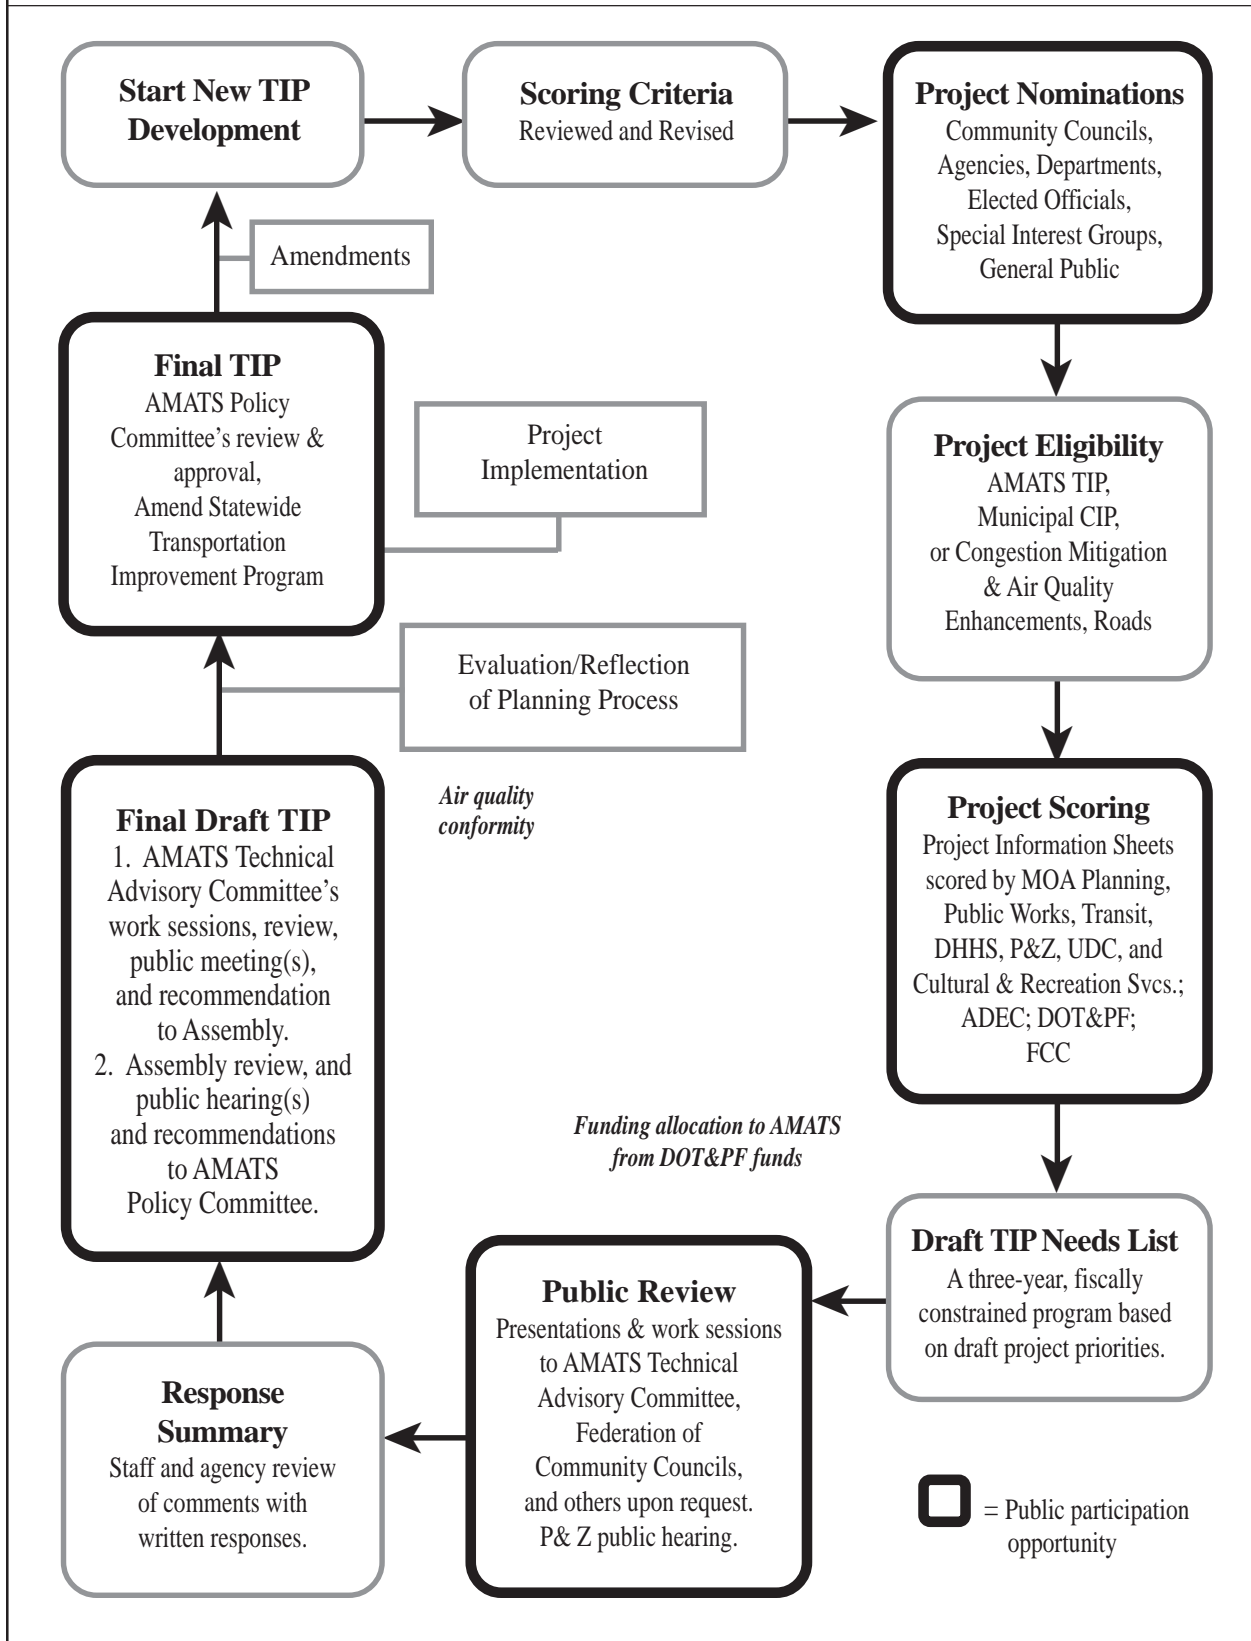 Start New TIP
Development
Scoring Criteria
Reviewed and Revised
Project Nominations
Community Councils,
Agencies, Departments,
Elected Officials,
Special Interest Groups,
General Public
Project Eligibility
AMATS TIP,
Municipal CIP,
or Congestion Mitigation
& Air Quality
Enhancements, Roads
Project Scoring
Project Information Sheets
scored by MOA Planning,
Public Works, Transit,
DHHS, P&Z, UDC, and
Cultural & Recreation Svcs.;
ADEC; DOT&PF;
FCC
Funding allocation to AMATS
from DOT&PF funds
Draft TIP Needs List
A three-year, fiscally
constrained program based
on draft project priorities.
Public Review
Presentations & work sessions
to AMATS Technical
Advisory Committee,
Federation of
Community Councils,
and others upon request.
P& Z public hearing.
Response
Summary
Staff and agency review
of comments with
written responses.
Final Draft TIP
1. AMATS Technical
Advisory Committee’s
work sessions, review,
public meeting(s),
and recommendation
to Assembly.
2. Assembly review, and
public hearing(s)
and recommendations
to AMATS
Policy Committee.
Air quality
conformity
Evaluation/Reflection
of Planning Process
Final TIP
AMATS Policy
Committee’s review &
approval,
Amend Statewide
Transportation
Improvement Program
Project
Implementation
Amendments
= Public participation
opportunity